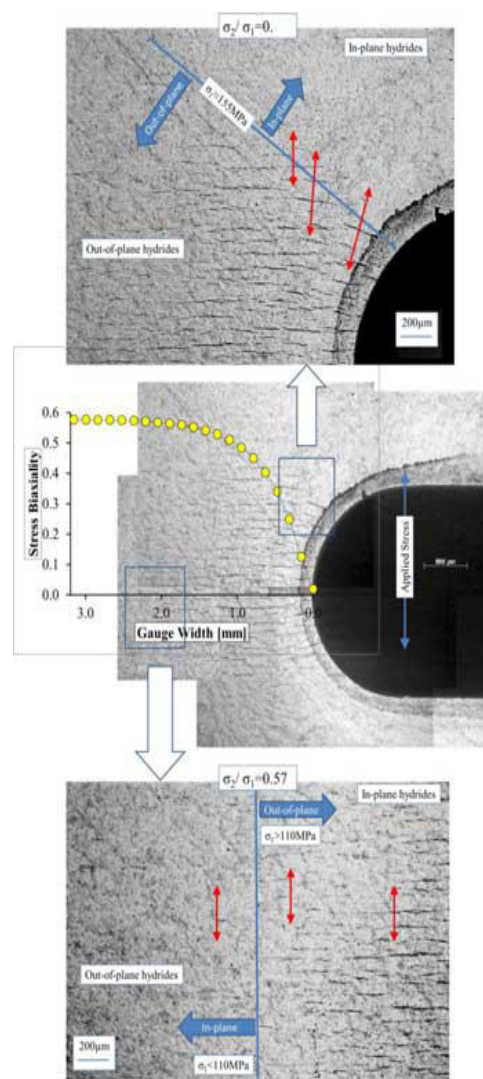 σ₂/ σ₁=0.
In-plane hydrides
Out-of-plane
σ₁=155MPa
In-plane
Out-of-plane hydrides
200µm
0.6
0.5
0.4
0.3
0.2
0.1
0.0
Stress Biaxiality
3.0 2.0 1.0 0.0
Gauge Width [mm]
Applied Stress
σ₂/ σ₁=0.57
In-plane hydrides
Out-of-plane
σ₁>110MPa
Out-of-plane hydrides
In-plane
200µm
σ₁<110MPa